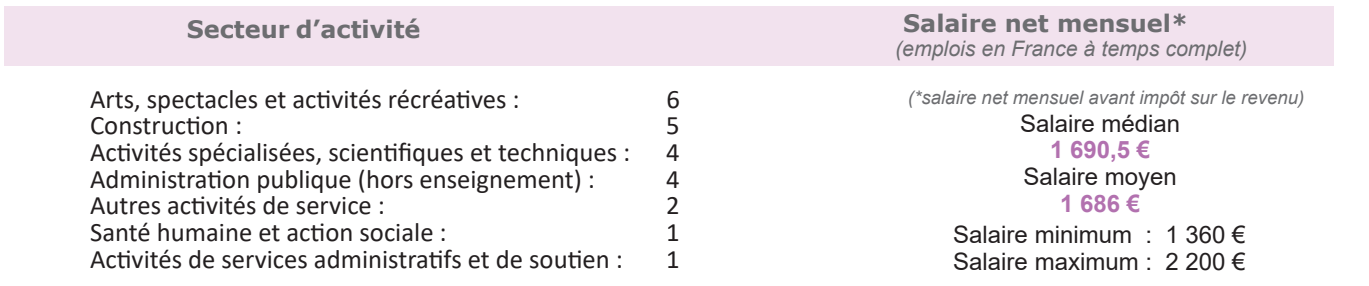 Secteur d'activité
Arts, spectacles et activités récréatives : 6
Construction : 5
Activités spécialisées, scientifiques et techniques : 4
Administration publique (hors enseignement) : 4
Autres activités de service : 2
Santé humaine et action sociale : 1
Activités de services administratifs et de soutien : 1
Salaire net mensuel*
(emplois en France à temps complet)
(*salaire net mensuel avant impôt sur le revenu)
Salaire médian
1 690,5 €
Salaire moyen
1 686 €
Salaire minimum : 1 360 €
Salaire maximum : 2 200 €